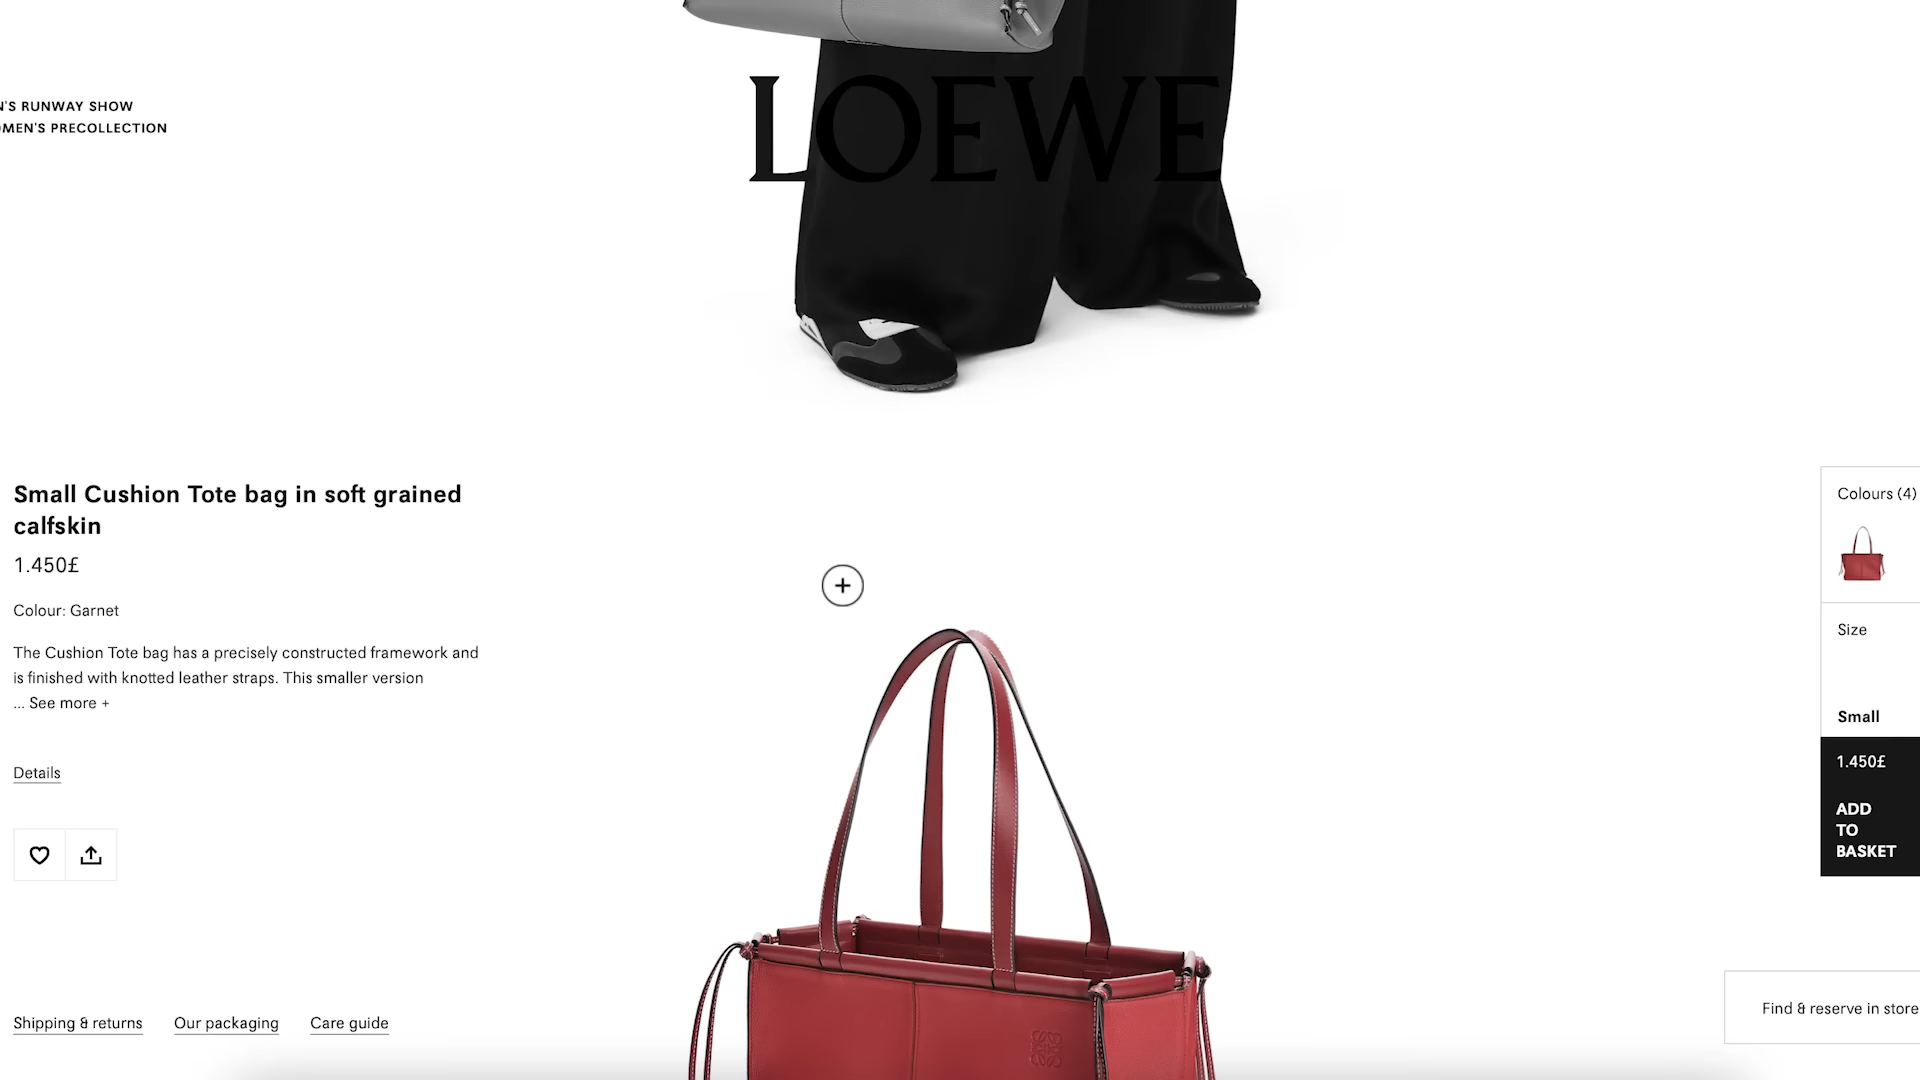 LOEWE
N'S RUNWAY SHOW
OMEN'S PRECOLLECTION
Small Cushion Tote bag in soft grained
calfskin
1.450£
Colour: Garnet
The Cushion Tote bag has a precisely constructed framework and
is finished with knotted leather straps. This smaller version
... See more +
Details
Shipping & returns
Our packaging
Care guide
Colours (4)
Size
Small
1.450£
ADD
TO
BASKET
Find & reserve in store